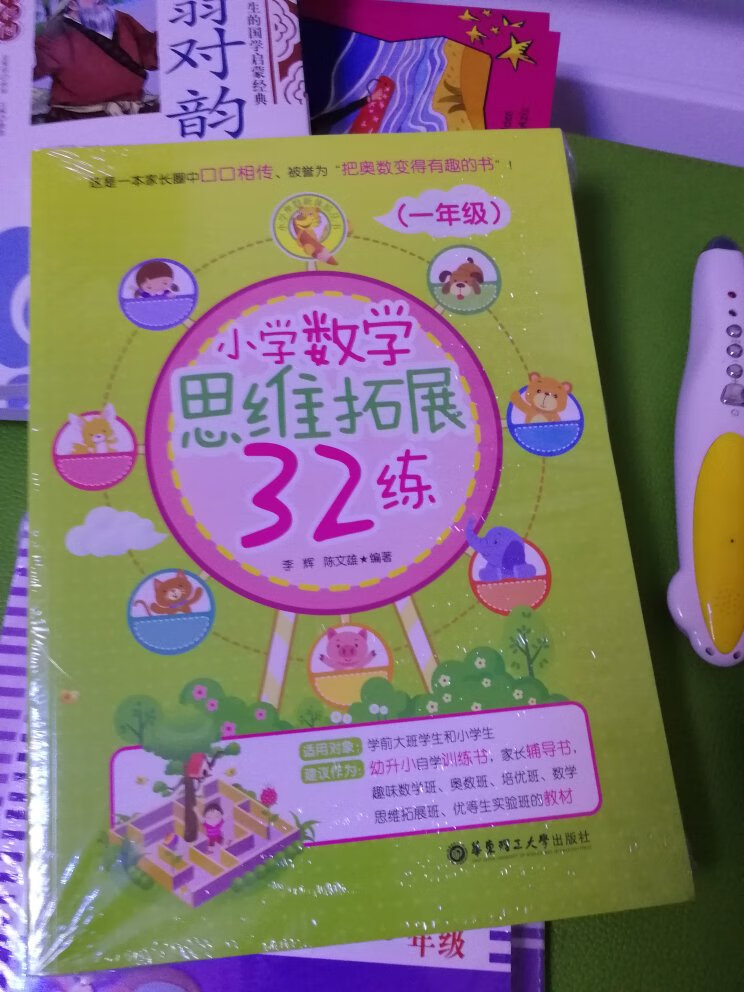 翁对韵
生的国学启蒙经典
这是一本家长圈中口口相传、被誉为“把奥数变得有趣的书”！
（一年级）
小学数学
思维拓展
32练
李 辉 陈文雄★编著
适用对象：学前大班学生和小学生
建议作为：幼升小自学训练书，家长辅导书，
趣味数学班、奥数班、培优班、数学
思维拓展班、优等生实验班的教材
华东理工大学出版社
年级